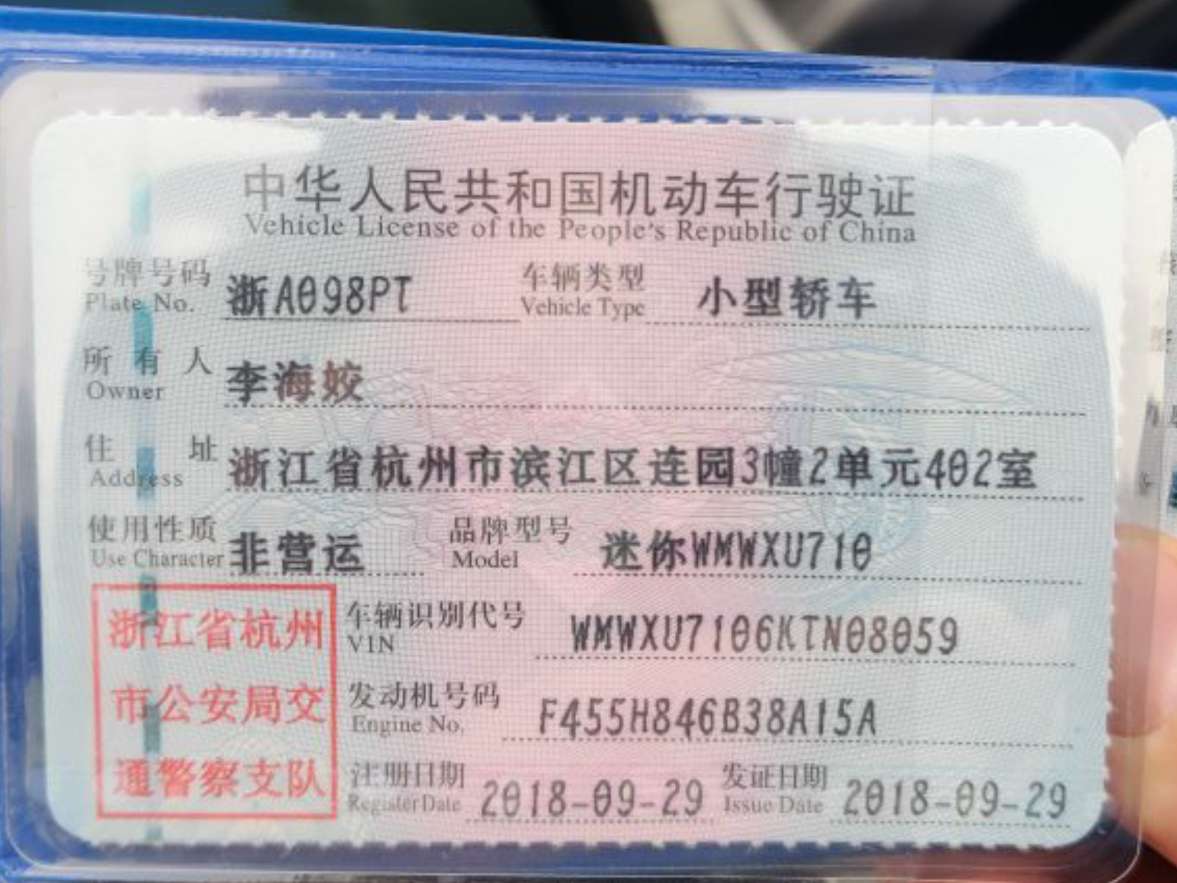 中华人民共和国机动车行驶证
Vehicle License of the People's Republic of China
号牌号码 浙A098PT 车辆类型 小型轿车
Plate No. Vehicle Type
所有人 李海姣
Owner
住址 浙江省杭州市滨江区连园3幢2单元402室
Address
使用性质 非营运 品牌型号 迷你WMWXU710
Use Character Model
浙江省杭州 车辆识别代号 WMWXU7106KTN08059
VIN
市公安局交 发动机号码 F455H846B38A15A
Engine No.
通警察支队 注册日期 2018-09-29 发证日期 2018-09-29
Register Date Issue Date